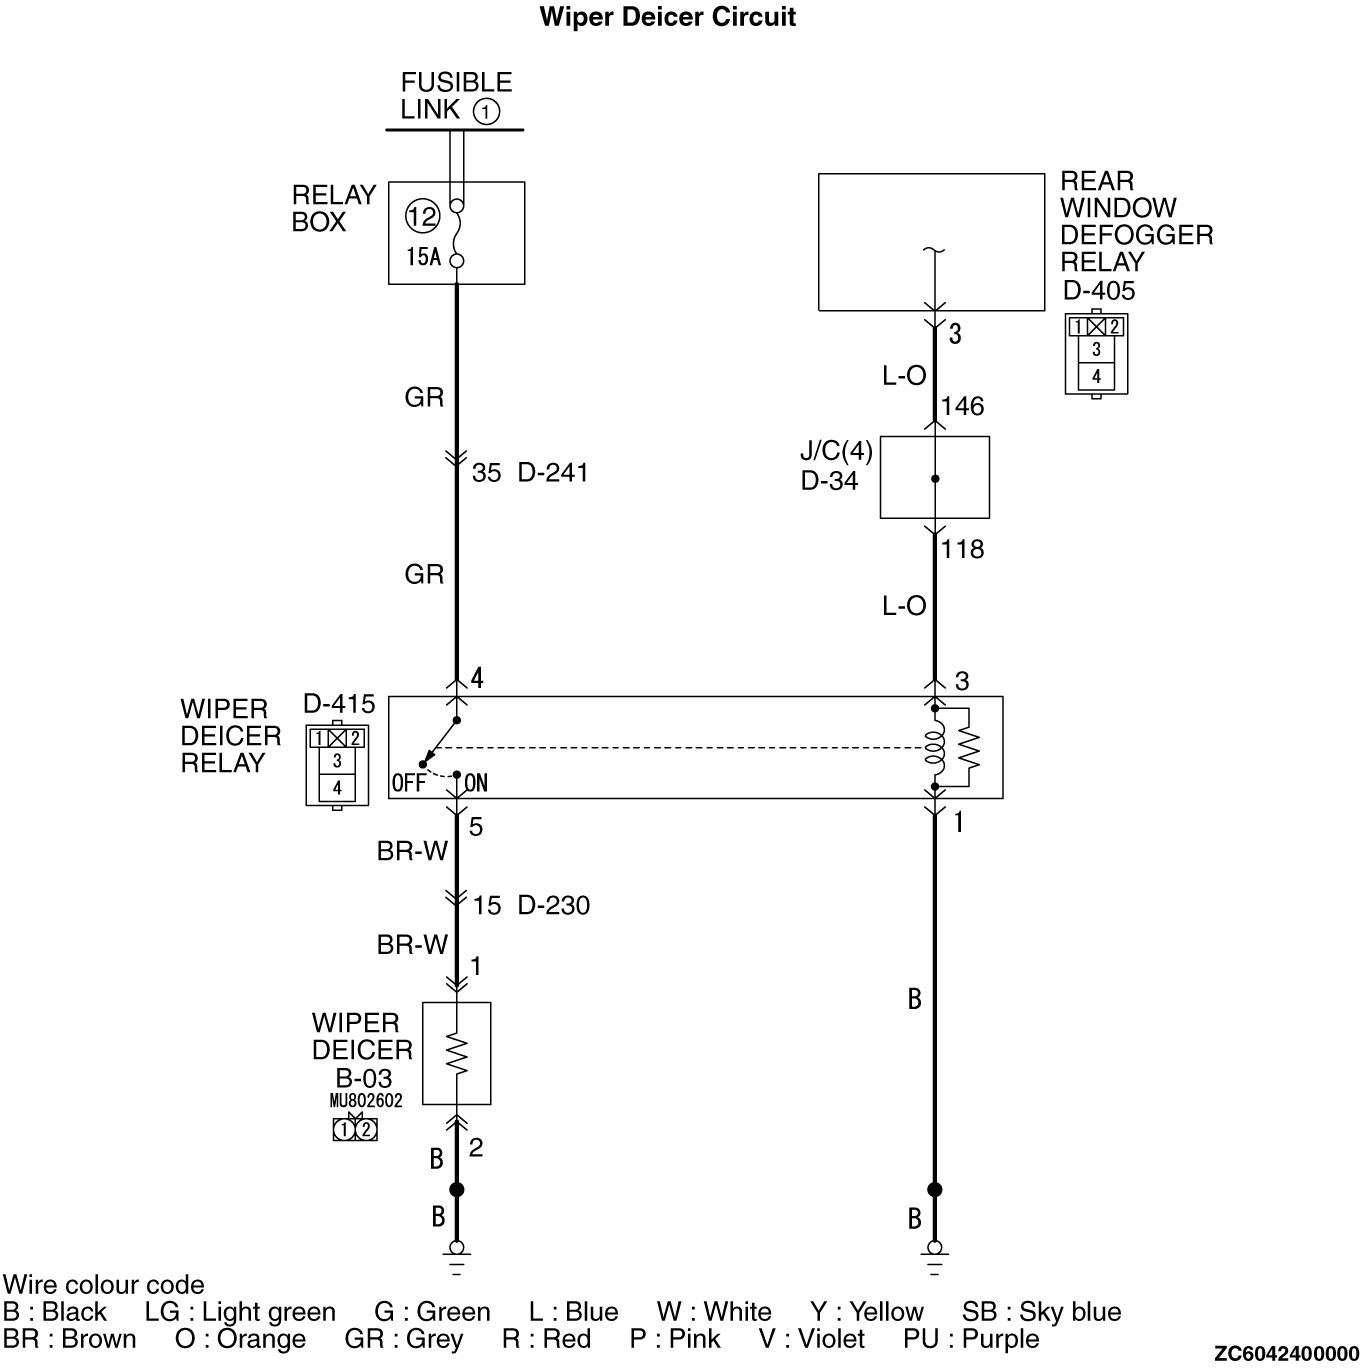 Wiper Deicer Circuit
FUSIBLE
LINK 1
RELAY
BOX
12
15A
REAR
WINDOW
DEFOGGER
RELAY
D-405
1 2
3
4
3
L-O
146
GR
J/C(4)
D-34
35 D-241
118
GR
L-O
4
3
WIPER
DEICER
RELAY
D-415
1 2
3
4
OFF
ON
5
1
BR-W
15 D-230
BR-W
1
B
WIPER
DEICER
B-03
MU802602
1 2
2
B
B
B
Wire colour code
B : Black LG : Light green G : Green L : Blue W : White Y : Yellow SB : Sky blue
BR : Brown O : Orange GR : Grey R : Red P : Pink V : Violet PU : Purple
ZC6042400000